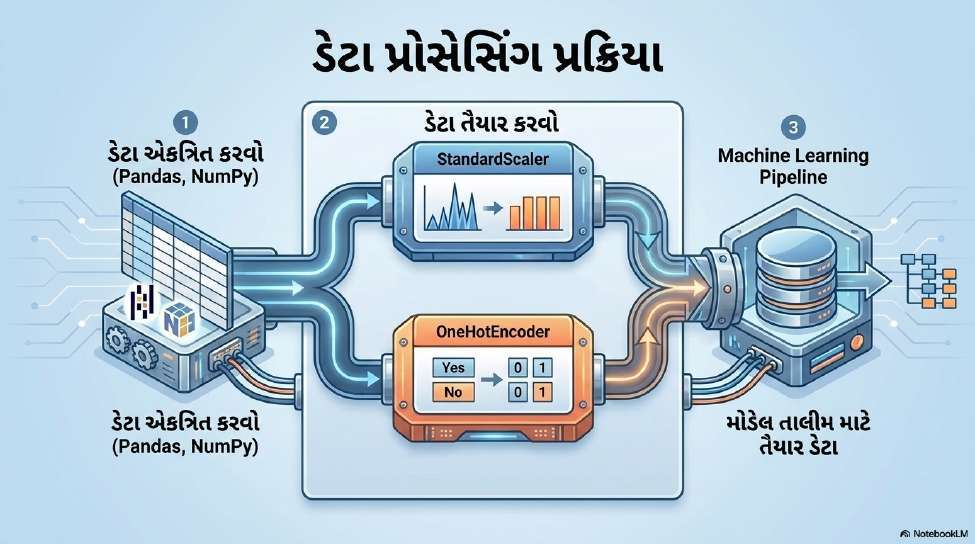 ડેટા પ્રોસેસિંગ પ્રક્રિયા
1
ડેટા એકત્રિત કરવો
(Pandas, NumPy)
ડેટા એકત્રિત કરવો
(Pandas, NumPy)
2
ડેટા તૈયાર કરવો
StandardScaler
OneHotEncoder
Yes 0 1
No 0 1
3
Machine Learning
Pipeline
મોડેલ તાલીમ માટે
તૈયાર ડેટા
NotebookLM